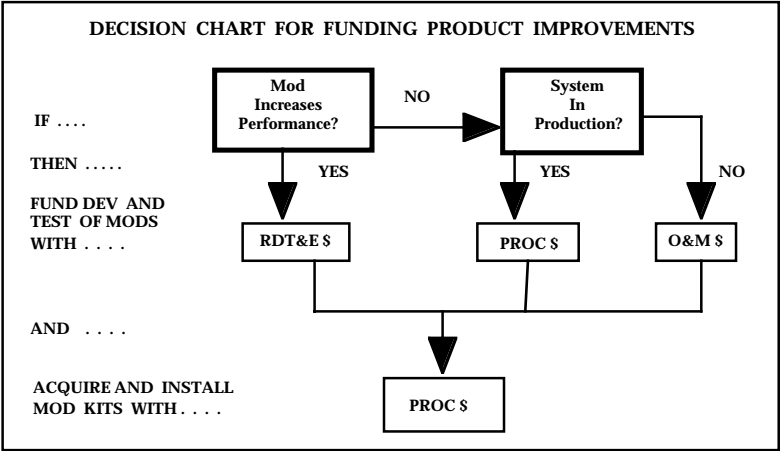 DECISION CHART FOR FUNDING PRODUCT IMPROVEMENTS
Mod
Increases
Performance?
NO
System
In
Production?
IF . . . .
THEN . . . . .
YES
YES
NO
FUND DEV AND
TEST OF MODS
WITH . . . .
RDT&E $
PROC $
O&M $
AND . . . .
ACQUIRE AND INSTALL
MOD KITS WITH . . . .
PROC $